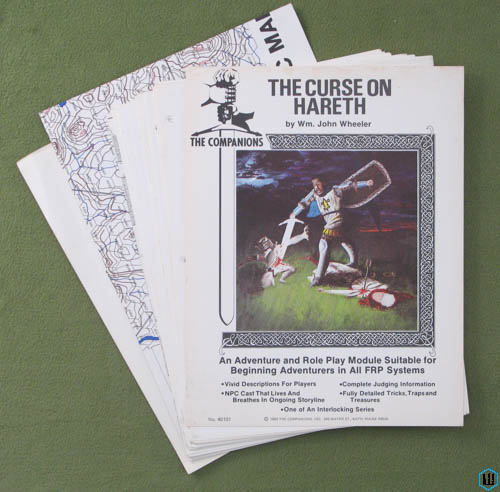 THE CURSE ON
HARETH
by Wm. John Wheeler
THE COMPANIONS
An Adventure and Role Play Module Suitable for
Beginning Adventurers in All FRP Systems
•Vivid Descriptions For Players
•NPC Cast That Lives And
Breathes In Ongoing Storyline
•Complete Judging Information
•Fully Detailed Tricks,Traps and
Treasures
•One of An Interlocking Series
No. 40101